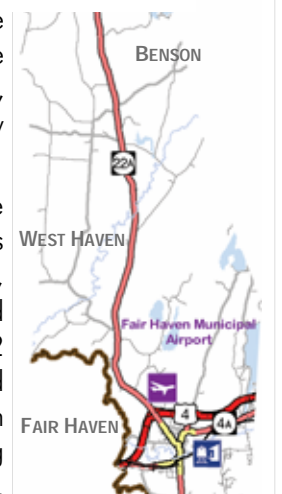 BENSON
22A
WEST HAVEN
Fair Haven Municipal
Airport
4
4A
FAIR HAVEN